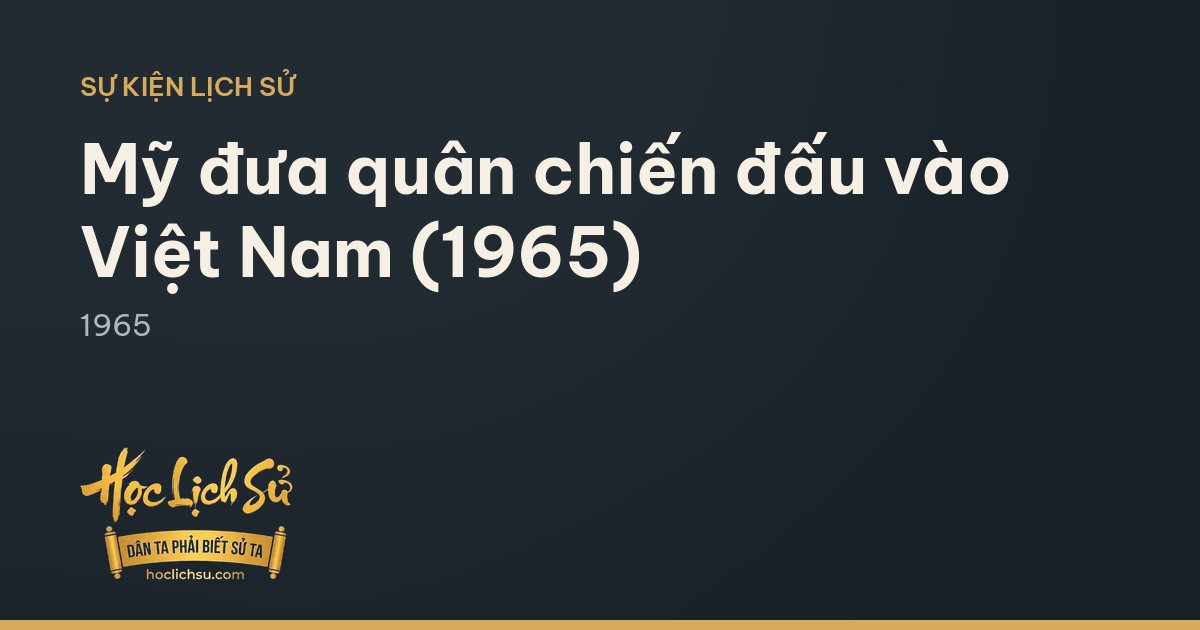 SỰ KIỆN LỊCH SỬ
Mỹ đưa quân chiến đấu vào
Việt Nam (1965)
1965
Học Lịch Sử
DÂN TA PHẢI BIẾT SỬ TA
hoclichsu.com